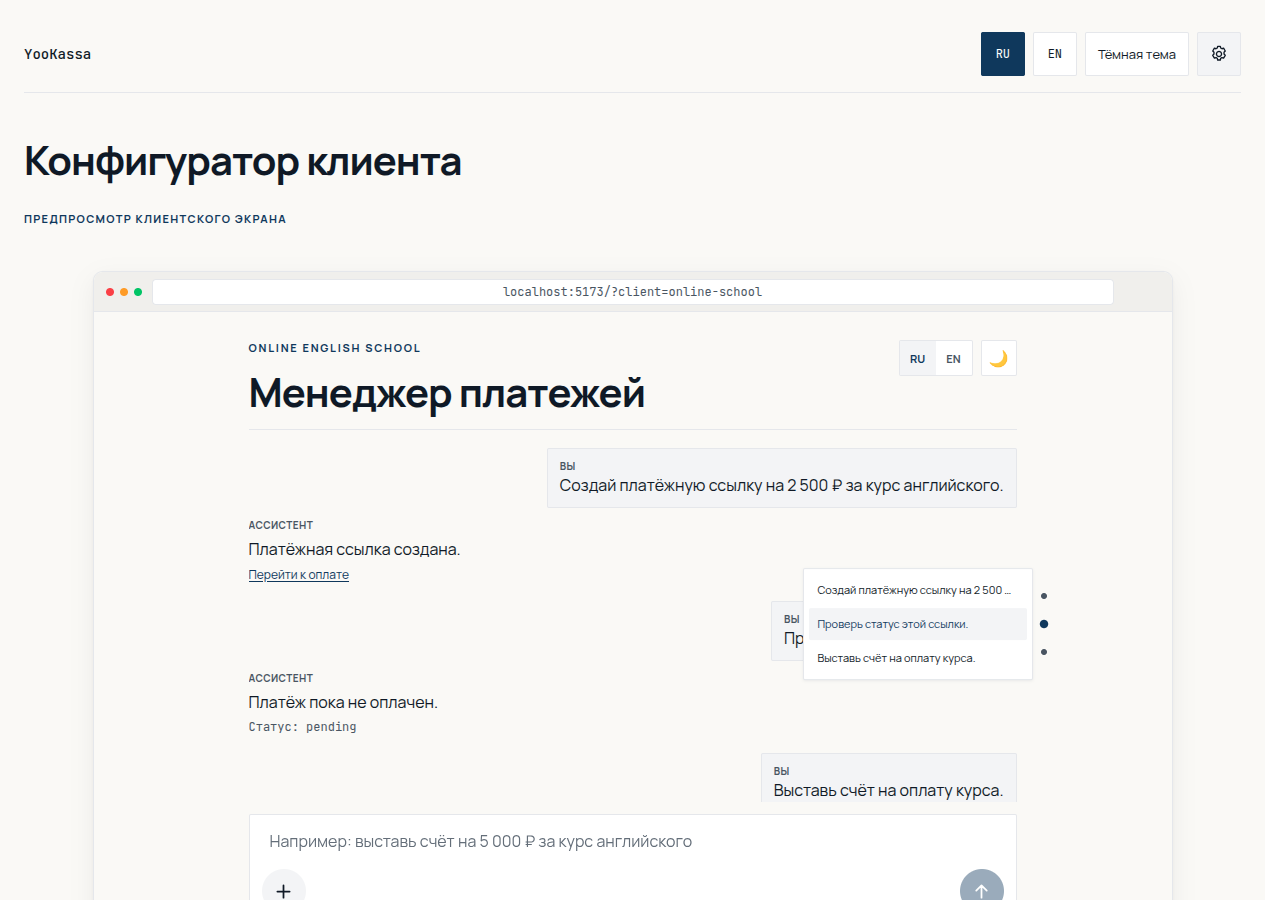 YooKassa
RU
EN
Тёмная тема
Конфигуратор клиента
ПРЕДПРОСМОТР КЛИЕНТСКОГО ЭКРАНА
localhost:5173/?client=online-school
ONLINE ENGLISH SCHOOL
RU
EN
Менеджер платежей
ВЫ
Создай платёжную ссылку на 2 500 ₽ за курс английского.
АССИСТЕНТ
Платёжная ссылка создана.
Перейти к оплате
Создай платёжную ссылку на 2 500 ...
Проверь статус этой ссылки.
Выставь счёт на оплату курса.
ВЫ
Пр
АССИСТЕНТ
Платёж пока не оплачен.
Статус: pending
ВЫ
Выставь счёт на оплату курса.
Например: выставь счёт на 5 000 ₽ за курс английского